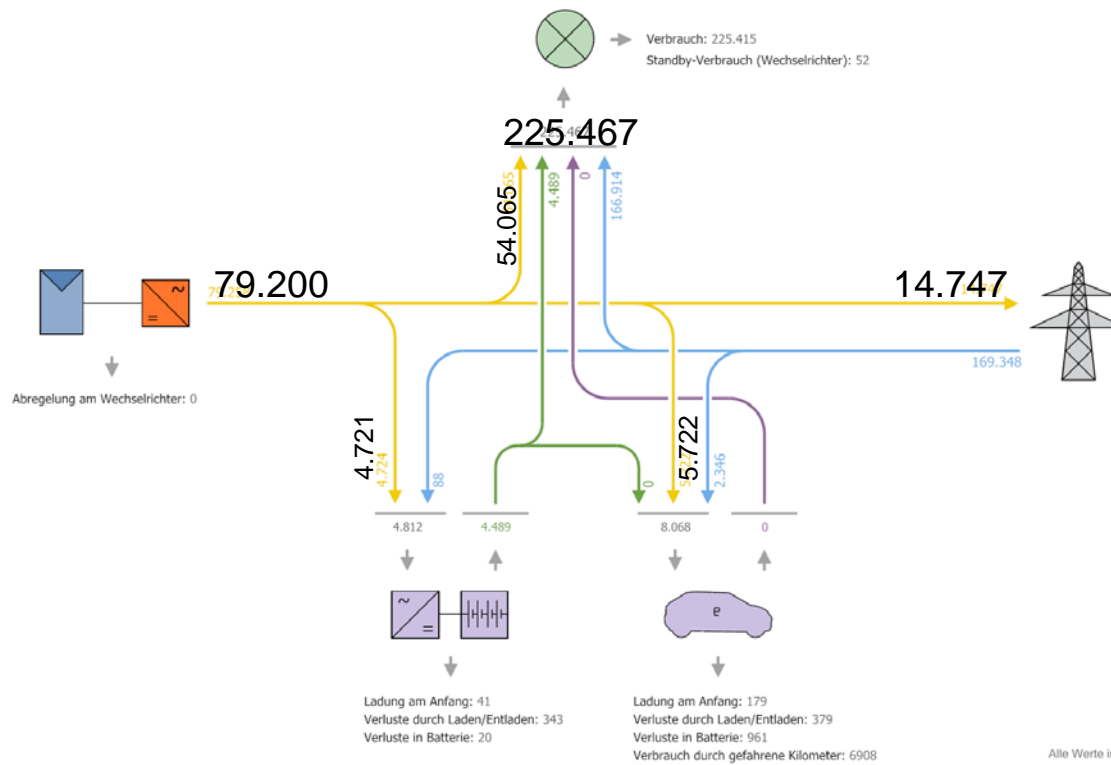 Verbrauch: 225.415
Standby-Verbrauch (Wechselrichter): 52
225.467
54.065
4.489
0
166.914
79.200
14.747
169.348
Abregelung am Wechselrichter: 0
4.721
4.724
88
0
5.722
2.346
4.812
4.489
8.068
0
~
=
~
=
e
Ladung am Anfang: 41
Verluste durch Laden/Entladen: 343
Verluste in Batterie: 20
Ladung am Anfang: 179
Verluste durch Laden/Entladen: 379
Verluste in Batterie: 961
Verbrauch durch gefahrene Kilometer: 6908
Alle Werte in